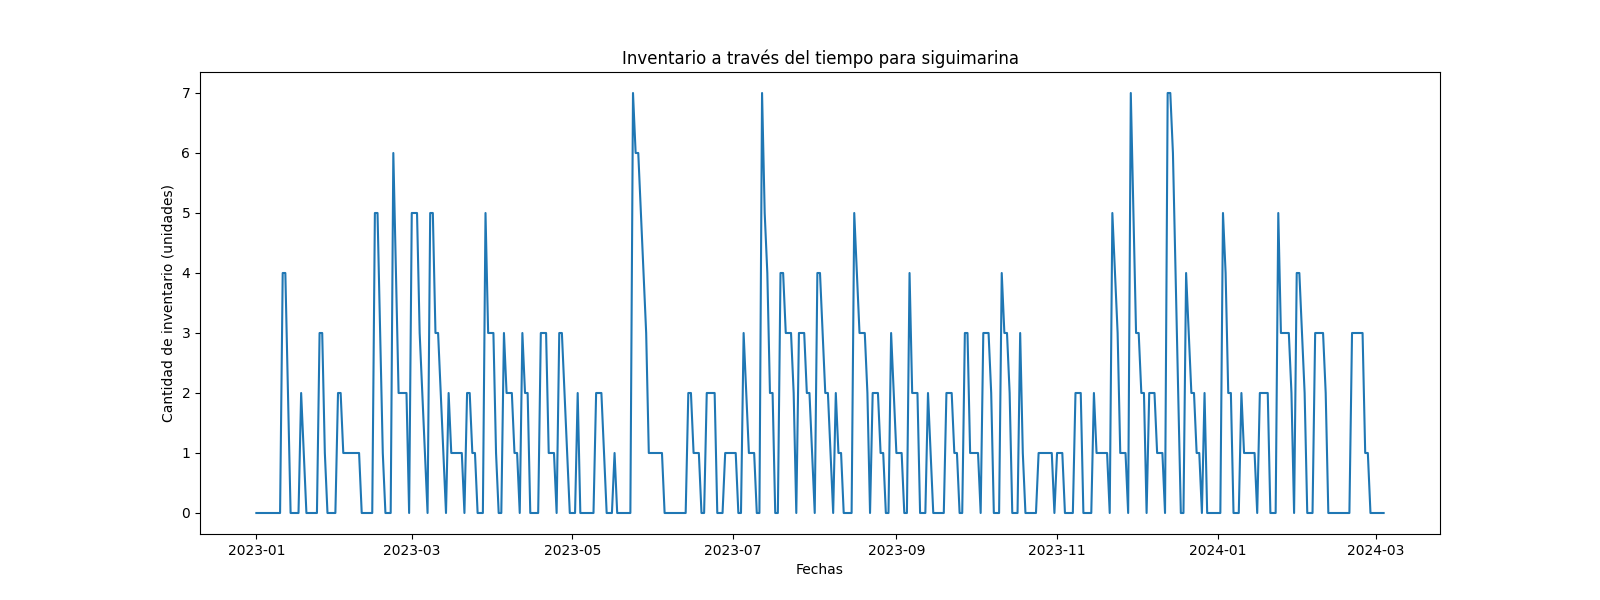 Inventario a través del tiempo para siguimarina
Cantidad de inventario (unidades)
7
6
5
4
3
2
1
0
2023-01 2023-03 2023-05 2023-07 2023-09 2023-11 2024-01 2024-03
Fechas